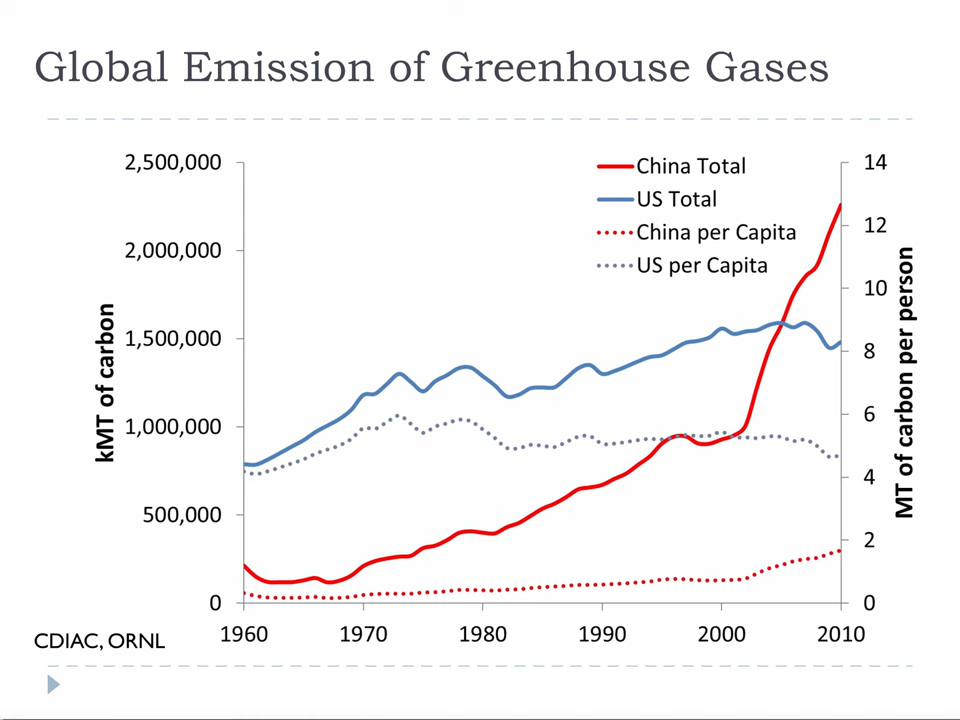 Global Emission of Greenhouse Gases
2,500,000
2,000,000
1,500,000
1,000,000
500,000
0
kMT of carbon
China Total
US Total
China per Capita
US per Capita
14
12
10
8
6
4
2
0
MT of carbon per person
1960 1970 1980 1990 2000 2010
CDIAC, ORNL